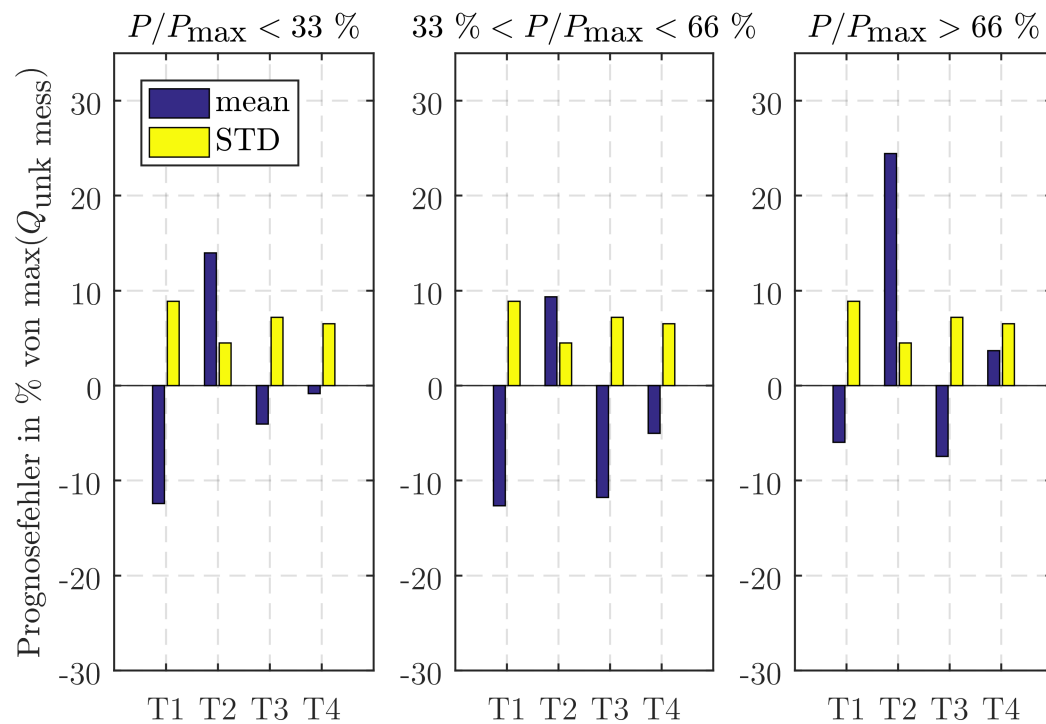 P/Pmax < 33 %
33 % < P/Pmax < 66 %
P/Pmax > 66 %
Prognosefehler in % von max(Qunk mess)
mean
STD
30
20
10
0
-10
-20
-30
T1 T2 T3 T4
30
20
10
0
-10
-20
-30
T1 T2 T3 T4
30
20
10
0
-10
-20
-30
T1 T2 T3 T4